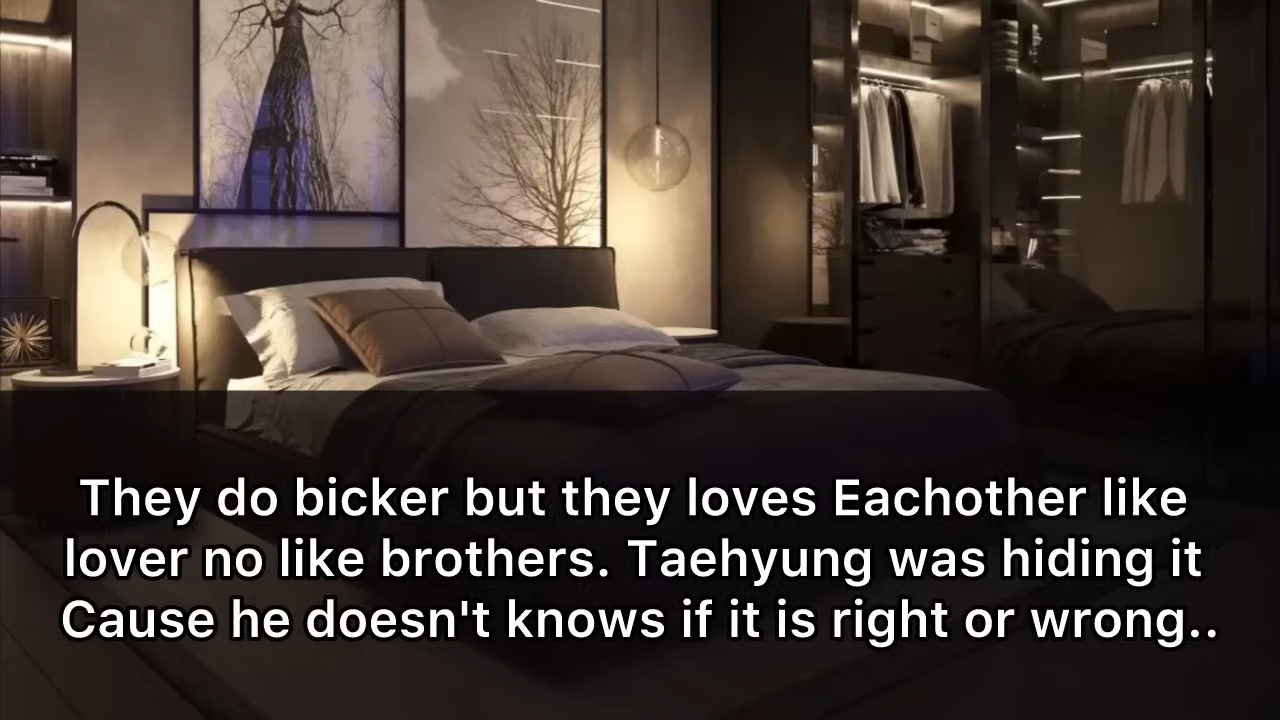 They do bicker but they loves Eachother like
lover no like brothers. Taehyung was hiding it
Cause he doesn't knows if it is right or wrong..